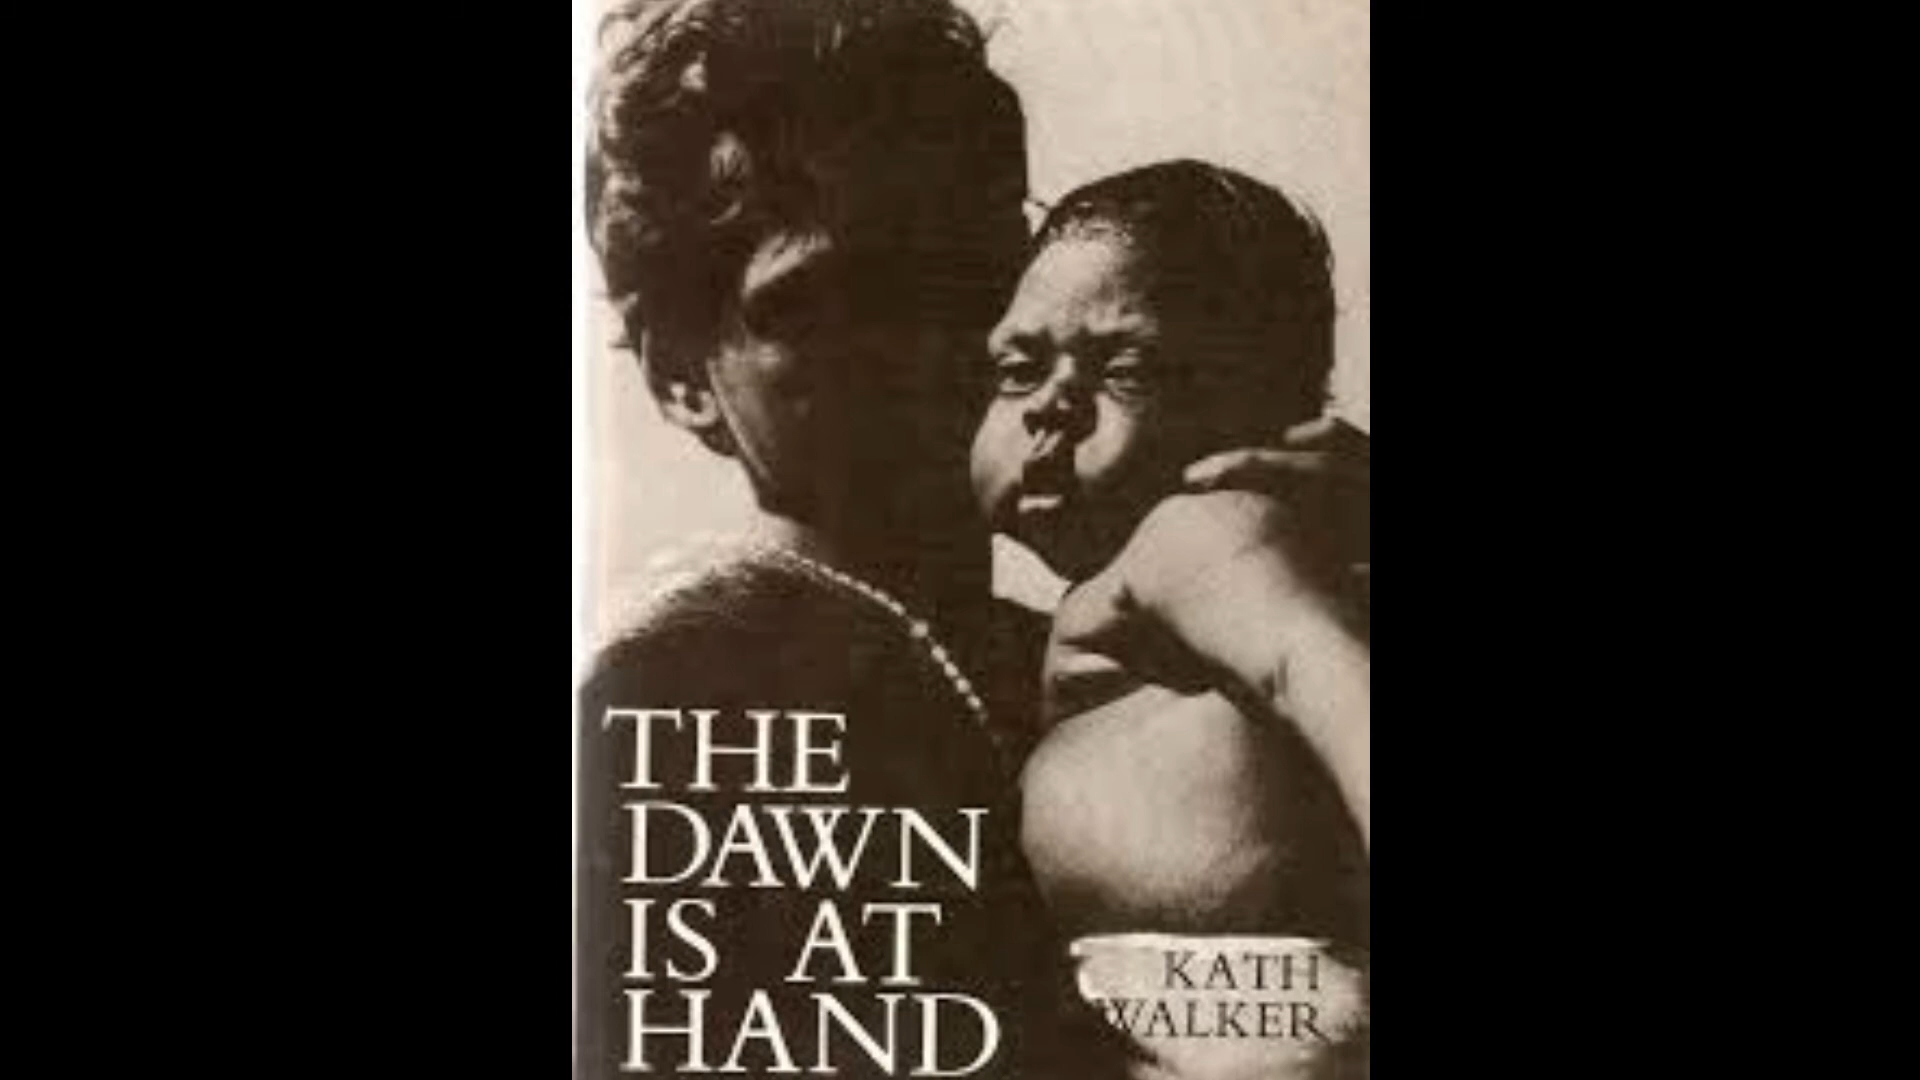 THE
DAWN
IS AT
HAND
KATH
WALKER